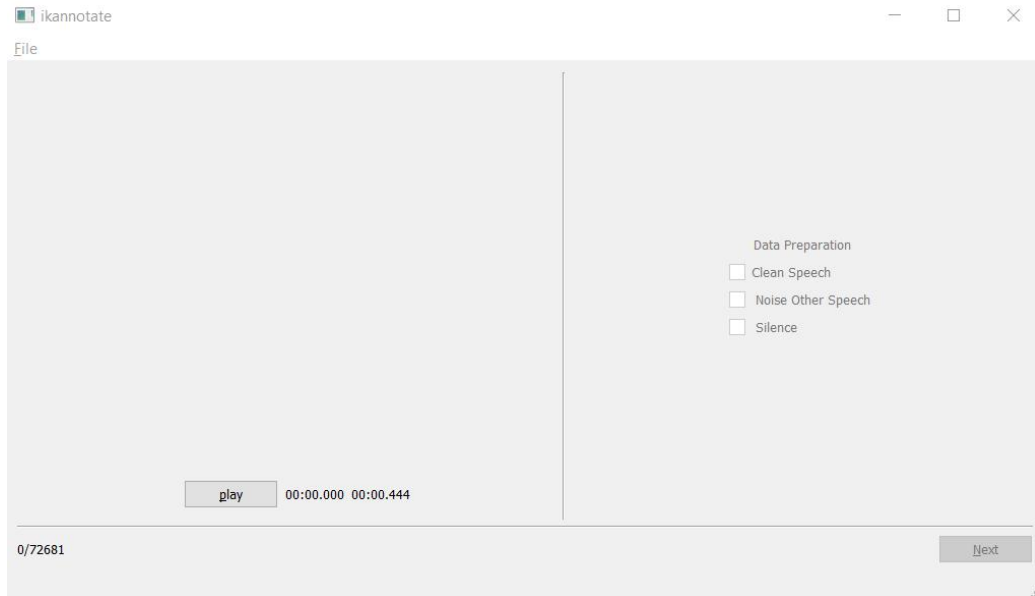 ikannotate
File
Data Preparation
Clean Speech
Noise Other Speech
Silence
play 00:00.000 00:00.444
0/72681 Next